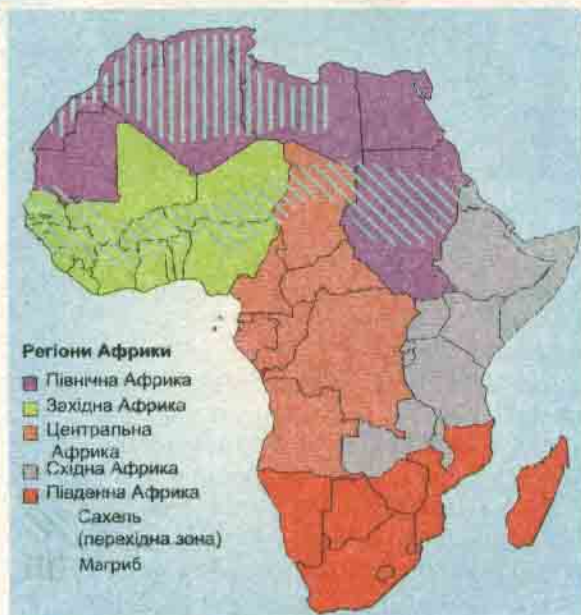 Регіони Африки
Північна Африка
Західна Африка
Центральна
Африка
Східна Африка
Південна Африка
Сахель
(перехідна зона)
Магриб